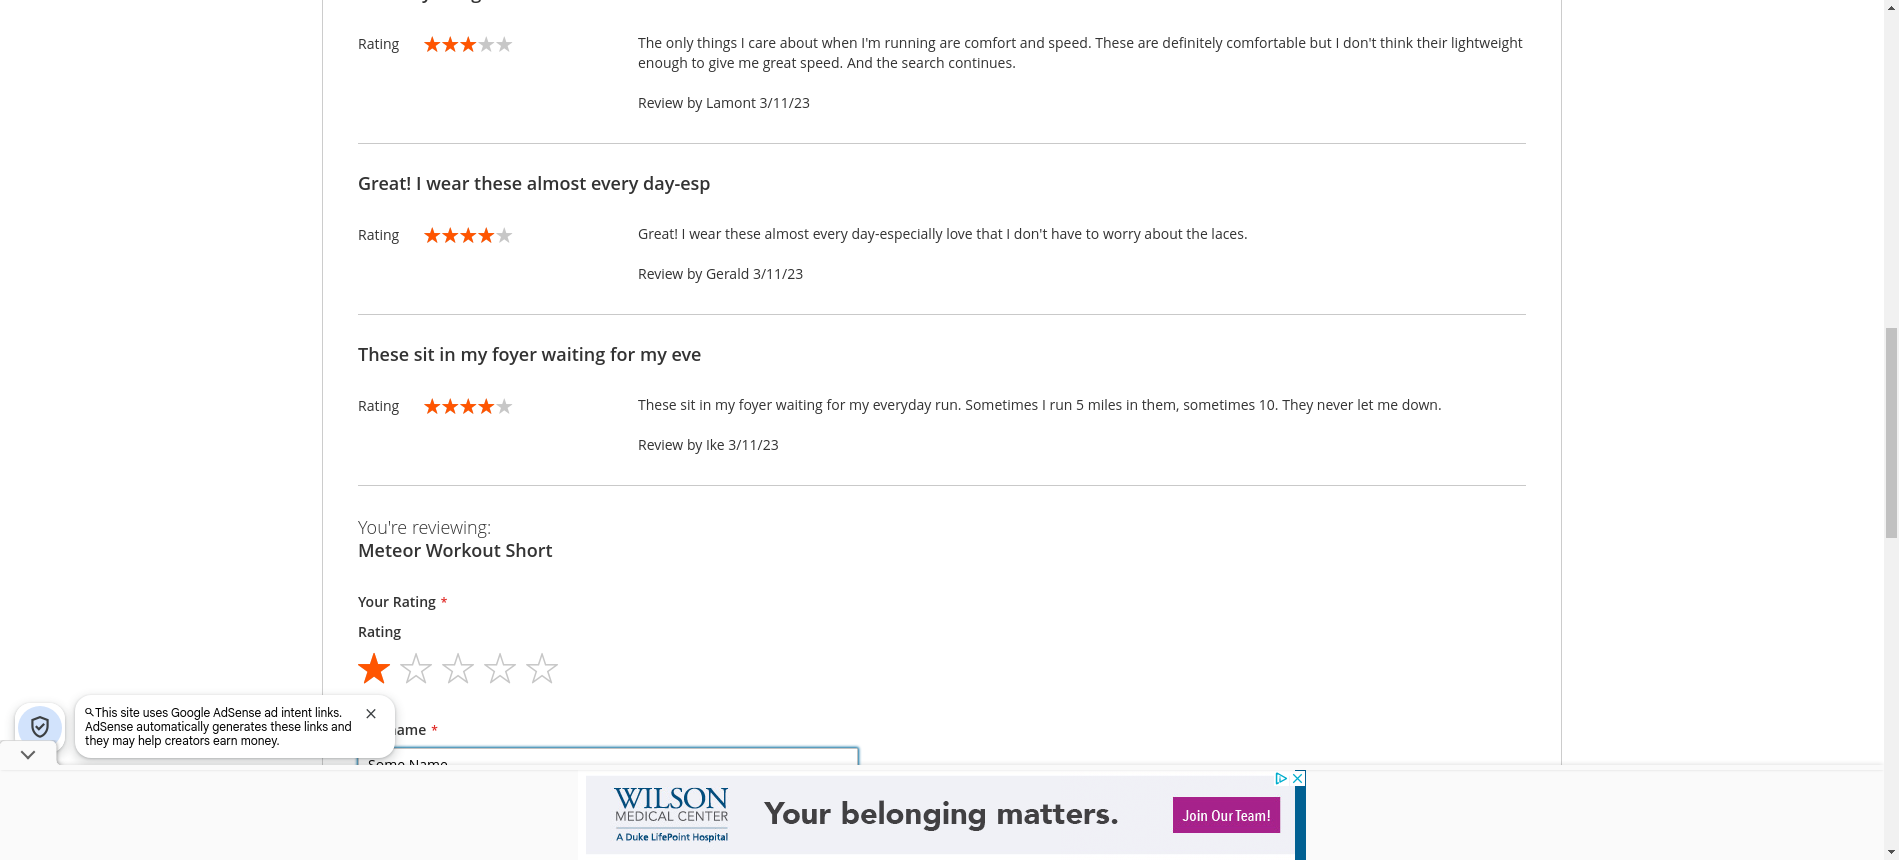 Rating
The only things I care about when I'm running are comfort and speed. These are definitely comfortable but I don't think their lightweight
enough to give me great speed. And the search continues.
Review by Lamont 3/11/23
Great! I wear these almost every day-esp
Rating
Great! I wear these almost every day-especially love that I don't have to worry about the laces.
Review by Gerald 3/11/23
These sit in my foyer waiting for my eve
Rating
These sit in my foyer waiting for my everyday run. Sometimes I run 5 miles in them, sometimes 10. They never let me down.
Review by Ike 3/11/23
You're reviewing:
Meteor Workout Short
Your Rating *
Rating
This site uses Google AdSense ad intent links.
AdSense automatically generates these links and
they may help creators earn money.
ame *
Some Name
WILSON
MEDICAL CENTER
A Duke LifePoint Hospital
Your belonging matters.
Join Our Team!